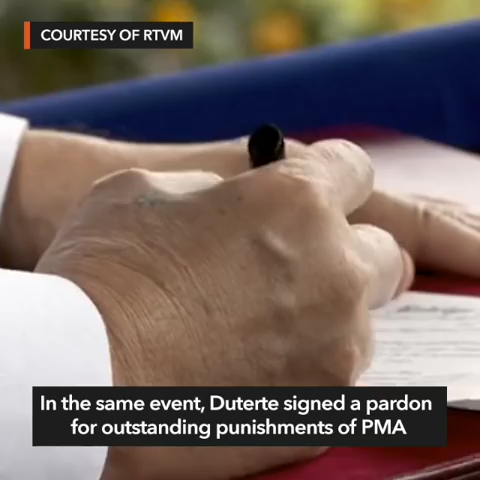 COURTESY OF RTVM
In the same event, Duterte signed a pardon
for outstanding punishments of PMA